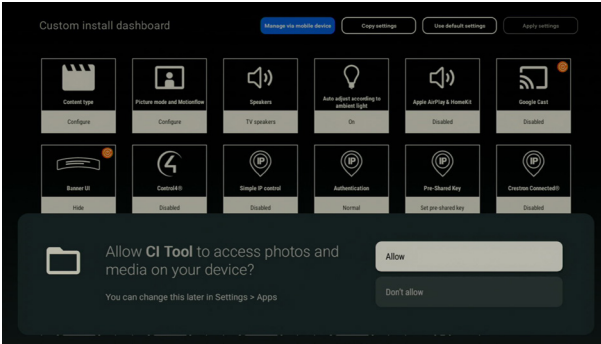 Custom install dashboard
Manage via mobile device
Copy settings
Use default settings
Apply settings
Content type
Picture mode and Motionflow
Speakers
Auto adjust according to
ambient light
Apple AirPlay & HomeKit
Google Cast
Configure
Configure
TV speakers
On
Disabled
Disabled
Banner UI
Control4®
Simple IP control
Authentication
Pre-Shared Key
Crestron Connected®
Hide
Disabled
Disabled
Normal
Set pre-shared key
Disabled
Allow CI Tool to access photos and
media on your device?
You can change this later in Settings > Apps
Allow
Don't allow